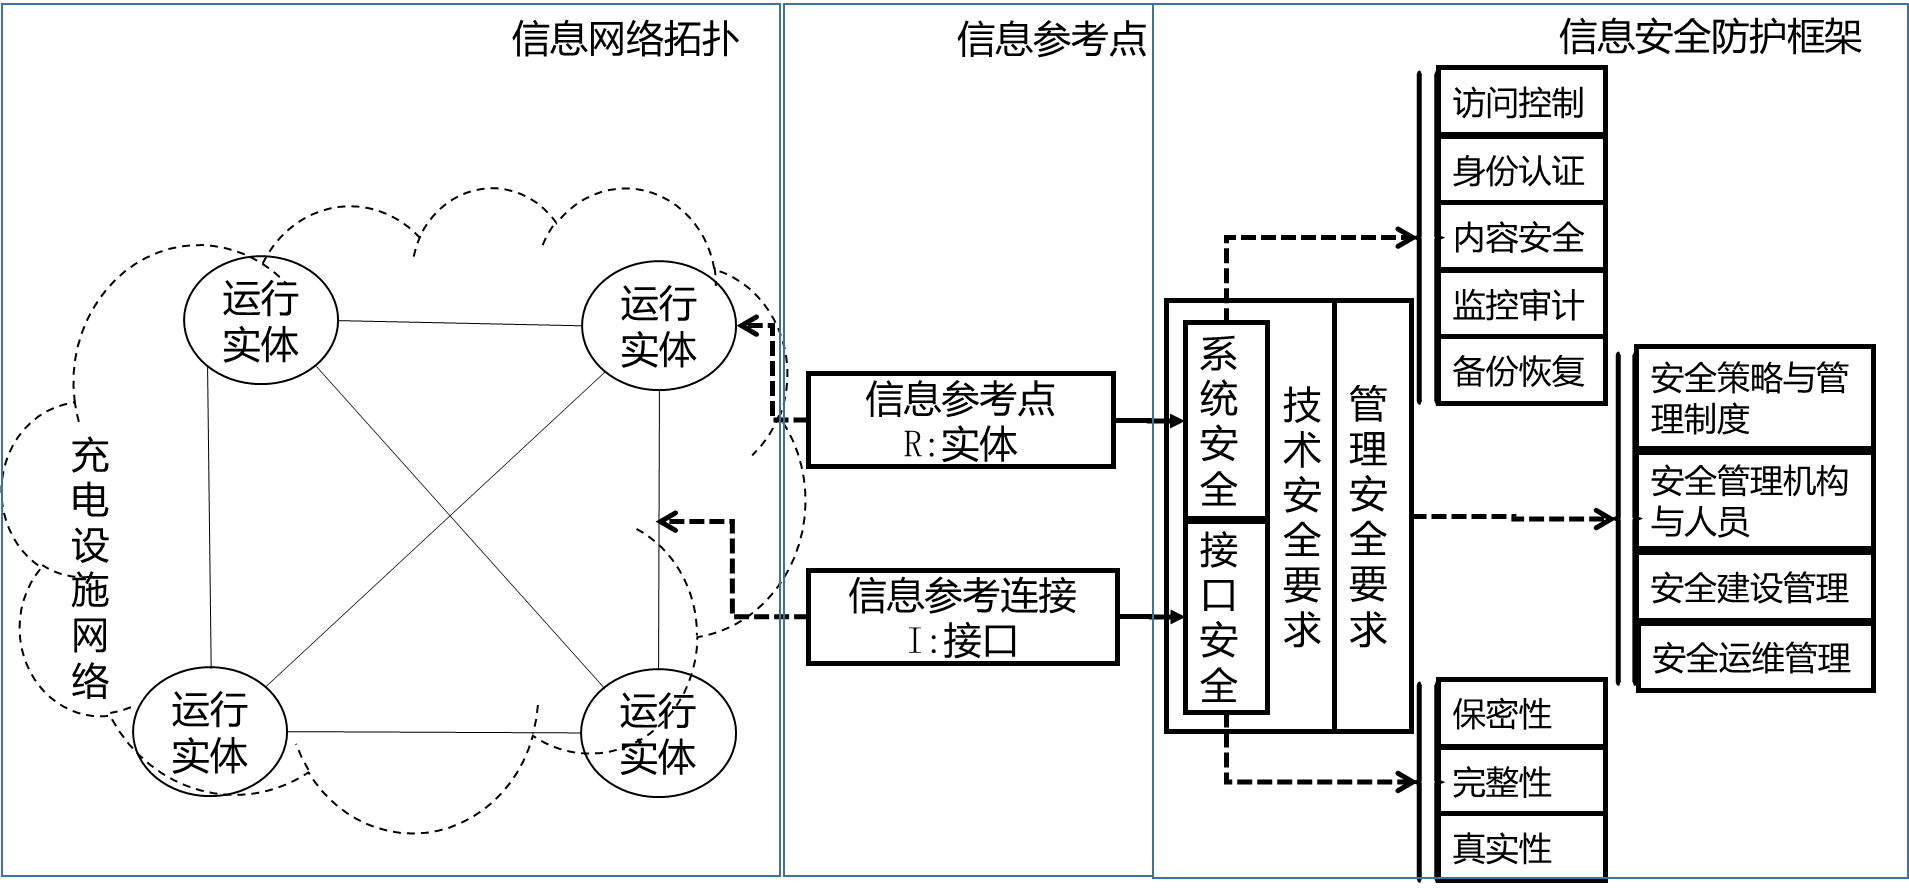 信息网络拓扑
运行
实体
运行
实体
充电设施网络
运行
实体
运行
实体
信息参考点
信息参考点
R:实体
信息参考连接
I:接口
信息安全防护框架
系统安全
接口安全
技术安全要求
管理安全要求
访问控制
身份认证
内容安全
监控审计
备份恢复
安全策略与管
理制度
安全管理机构
与人员
安全建设管理
安全运维管理
保密性
完整性
真实性